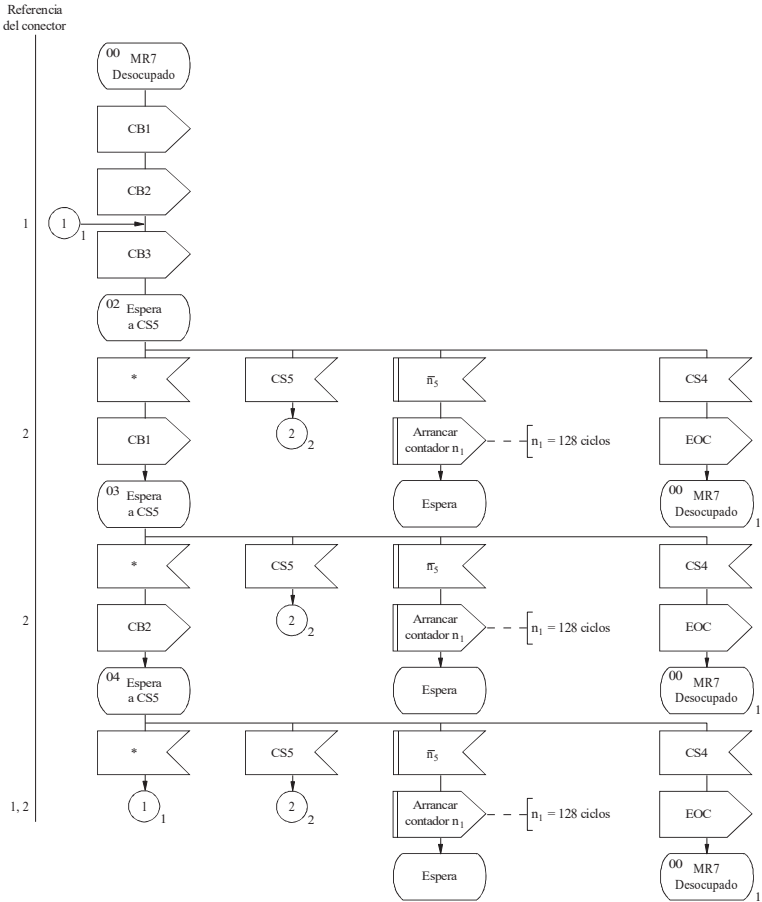 Referencia
del conector
00 MR7
Desocupado
CB1
CB2
1 1 1
CB3
02 Espera
a CS5
* CS5 n̅5 CS4
2 CB1 2 2 Arrancar
contador n1 n1 = 128 ciclos EOC
03 Espera
a CS5
Espera
00 MR7
Desocupado 1
* CS5 n̅5 CS4
2 CB2 2 2 Arrancar
contador n1 n1 = 128 ciclos EOC
04 Espera
a CS5
Espera
00 MR7
Desocupado 1
* CS5 n̅5 CS4
1, 2 1 1 2 2 Arrancar
contador n1 n1 = 128 ciclos EOC
Espera
00 MR7
Desocupado 1